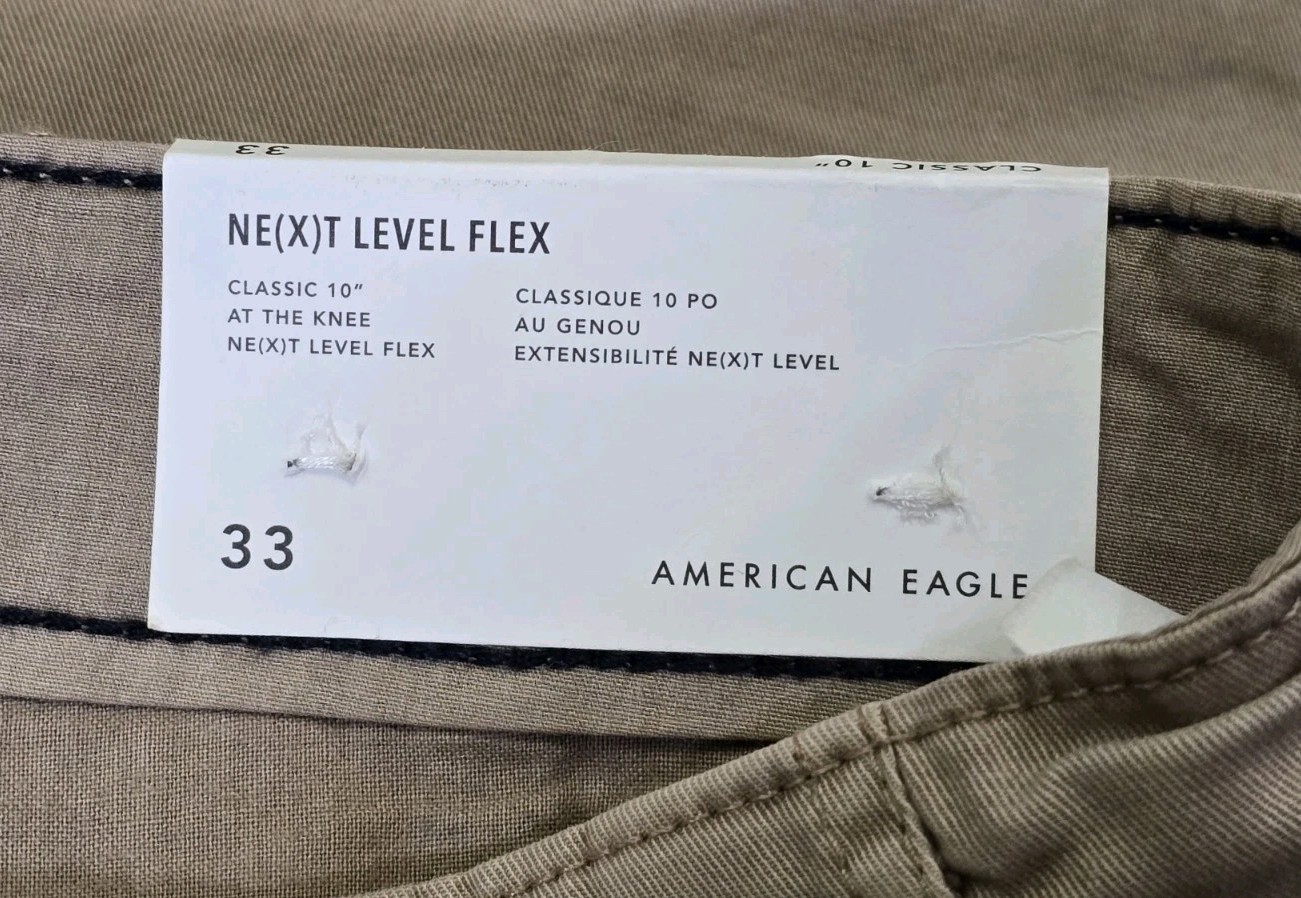 33 CLASSIC 10”
NE(X)T LEVEL FLEX
CLASSIC 10”
AT THE KNEE
NE(X)T LEVEL FLEX
CLASSIQUE 10 PO
AU GENOU
EXTENSIBILITÉ NE(X)T LEVEL
33
AMERICAN EAGLE